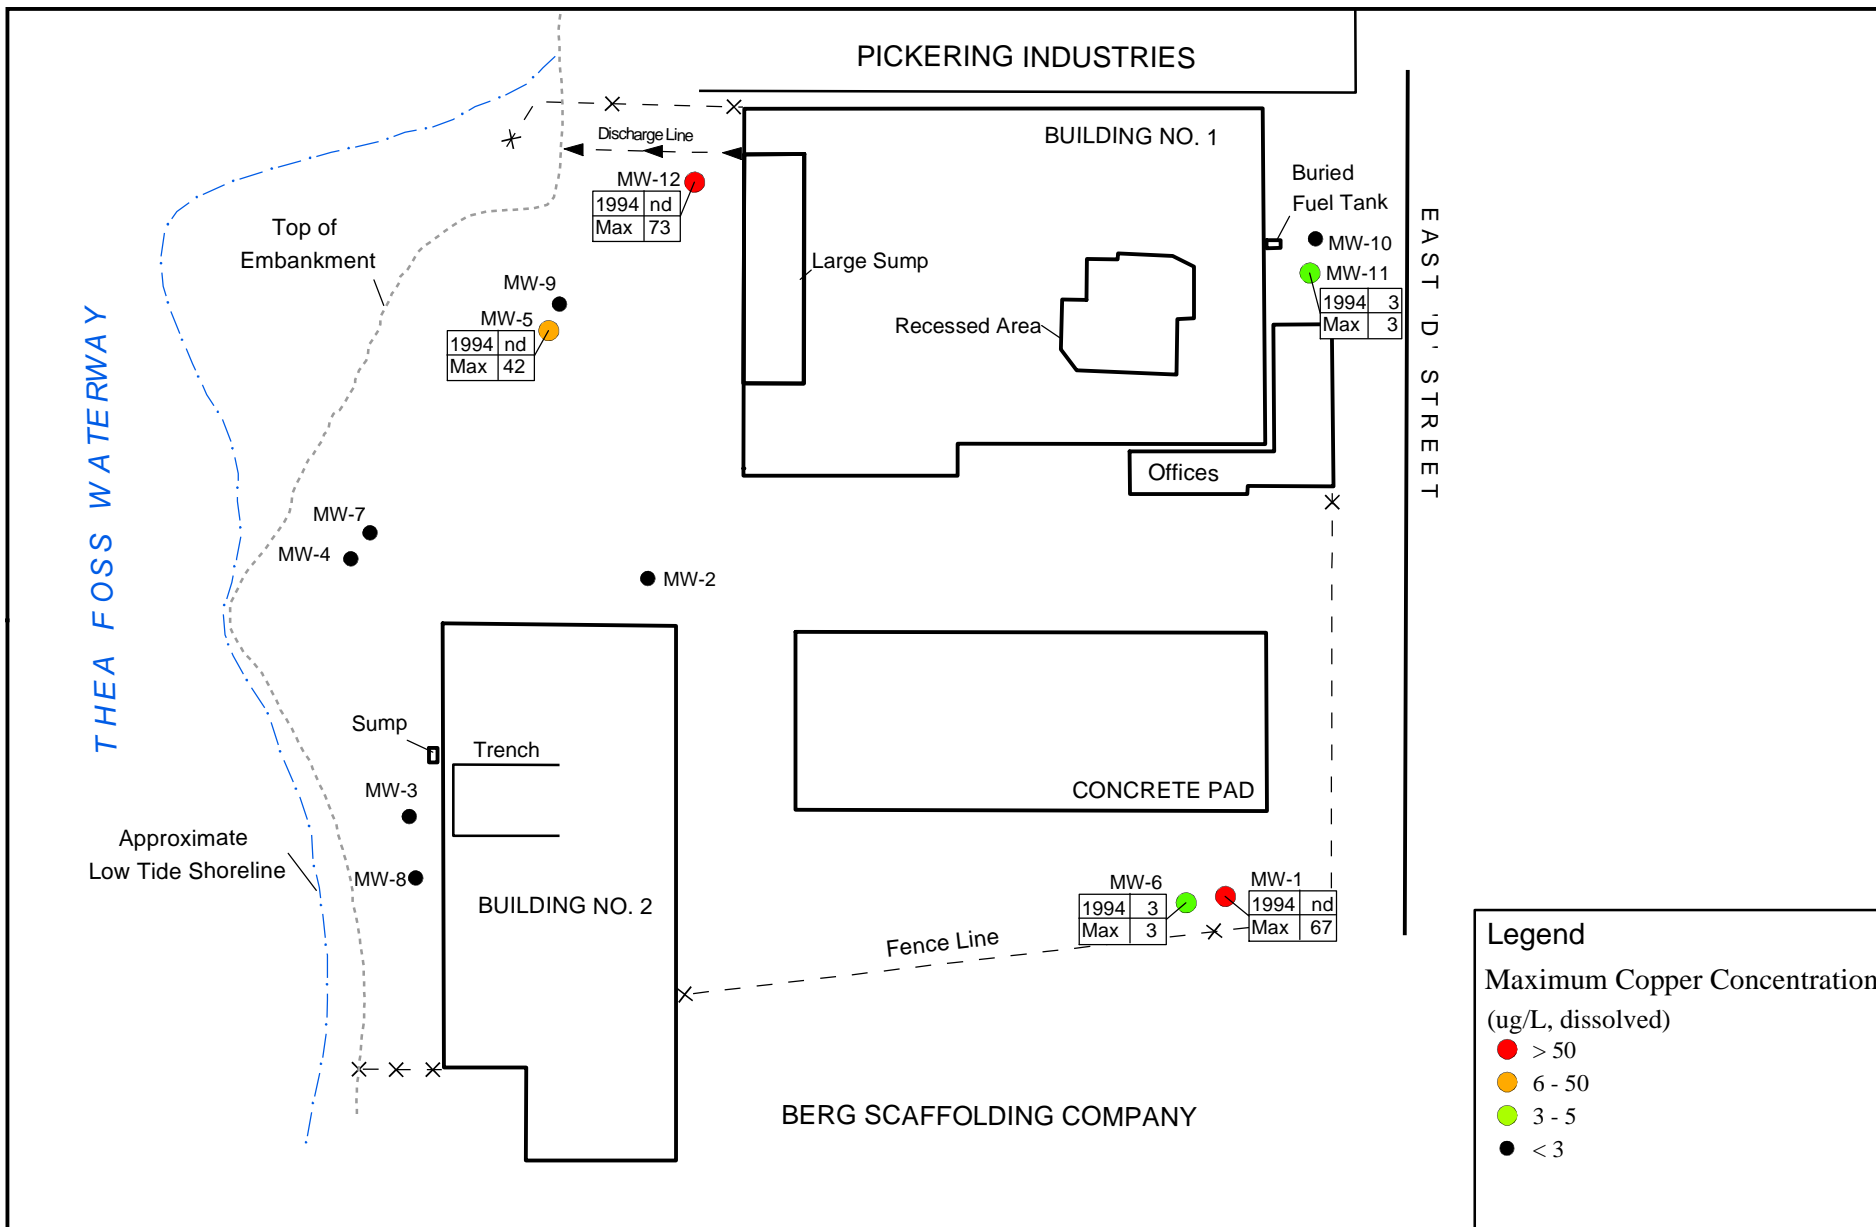 PICKERING INDUSTRIES
BUILDING NO. 1
Discharge Line
MW-12
1994 nd
Max 73
Buried
Fuel Tank
MW-10
MW-11
1994 3
Max 3
EAST 'D' STREET
Top of
Embankment
Large Sump
MW-9
MW-5
1994 nd
Max 42
Recessed Area
THEA FOSS WATERWAY
Offices
MW-7
MW-4
MW-2
Sump
Trench
MW-3
CONCRETE PAD
Approximate
Low Tide Shoreline
MW-8
BUILDING NO. 2
MW-6
1994 3
Max 3
MW-1
1994 nd
Max 67
Fence Line
BERG SCAFFOLDING COMPANY
Legend
Maximum Copper Concentration
(ug/L, dissolved)
> 50
6 - 50
3 - 5
< 3